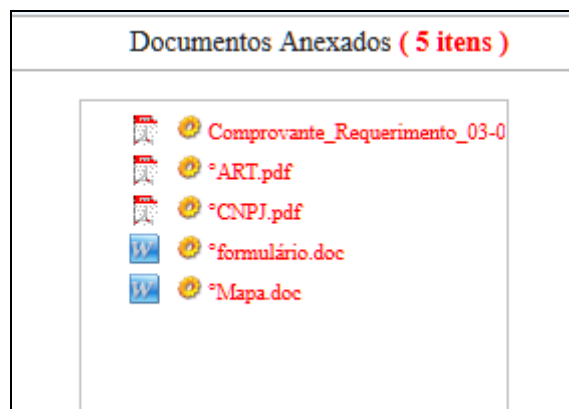 Documentos Anexados ( 5 itens )
Comprovante_Requerimento_03-0
°ART.pdf
°CNPJ.pdf
°formulário.doc
°Mapa.doc